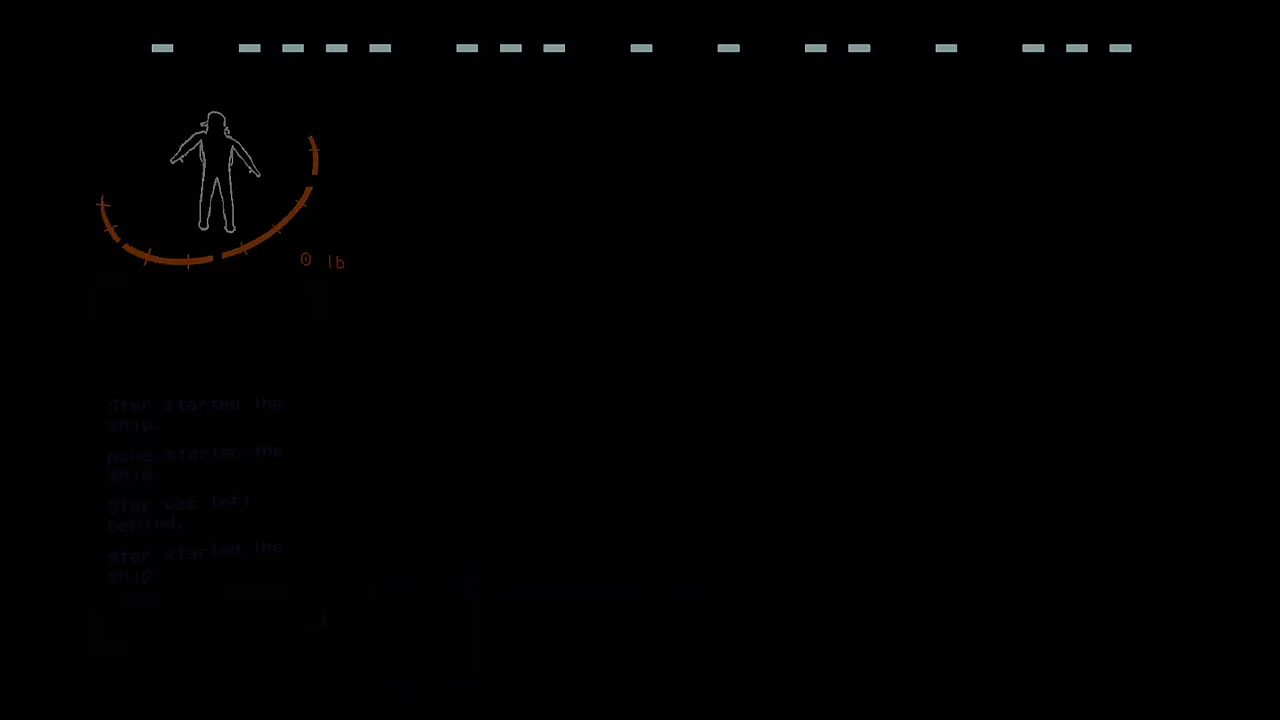 0 lb
Star started the
ship.
poke started the
ship.
Star was left
behind.
Star started the
ship.